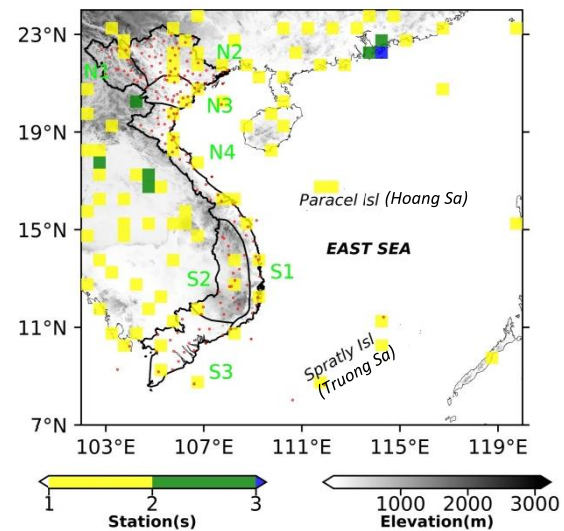 23°N
19°N
15°N
11°N
7°N
103°E 107°E 111°E 115°E 119°E
N1
N2
N3
N4
S1
S2
S3
Paracel isl (Hoang Sa)
EAST SEA
Spratly Isl
(Truong Sa)
1 2 3
Station(s)
1000 2000 3000
Elevation(m)